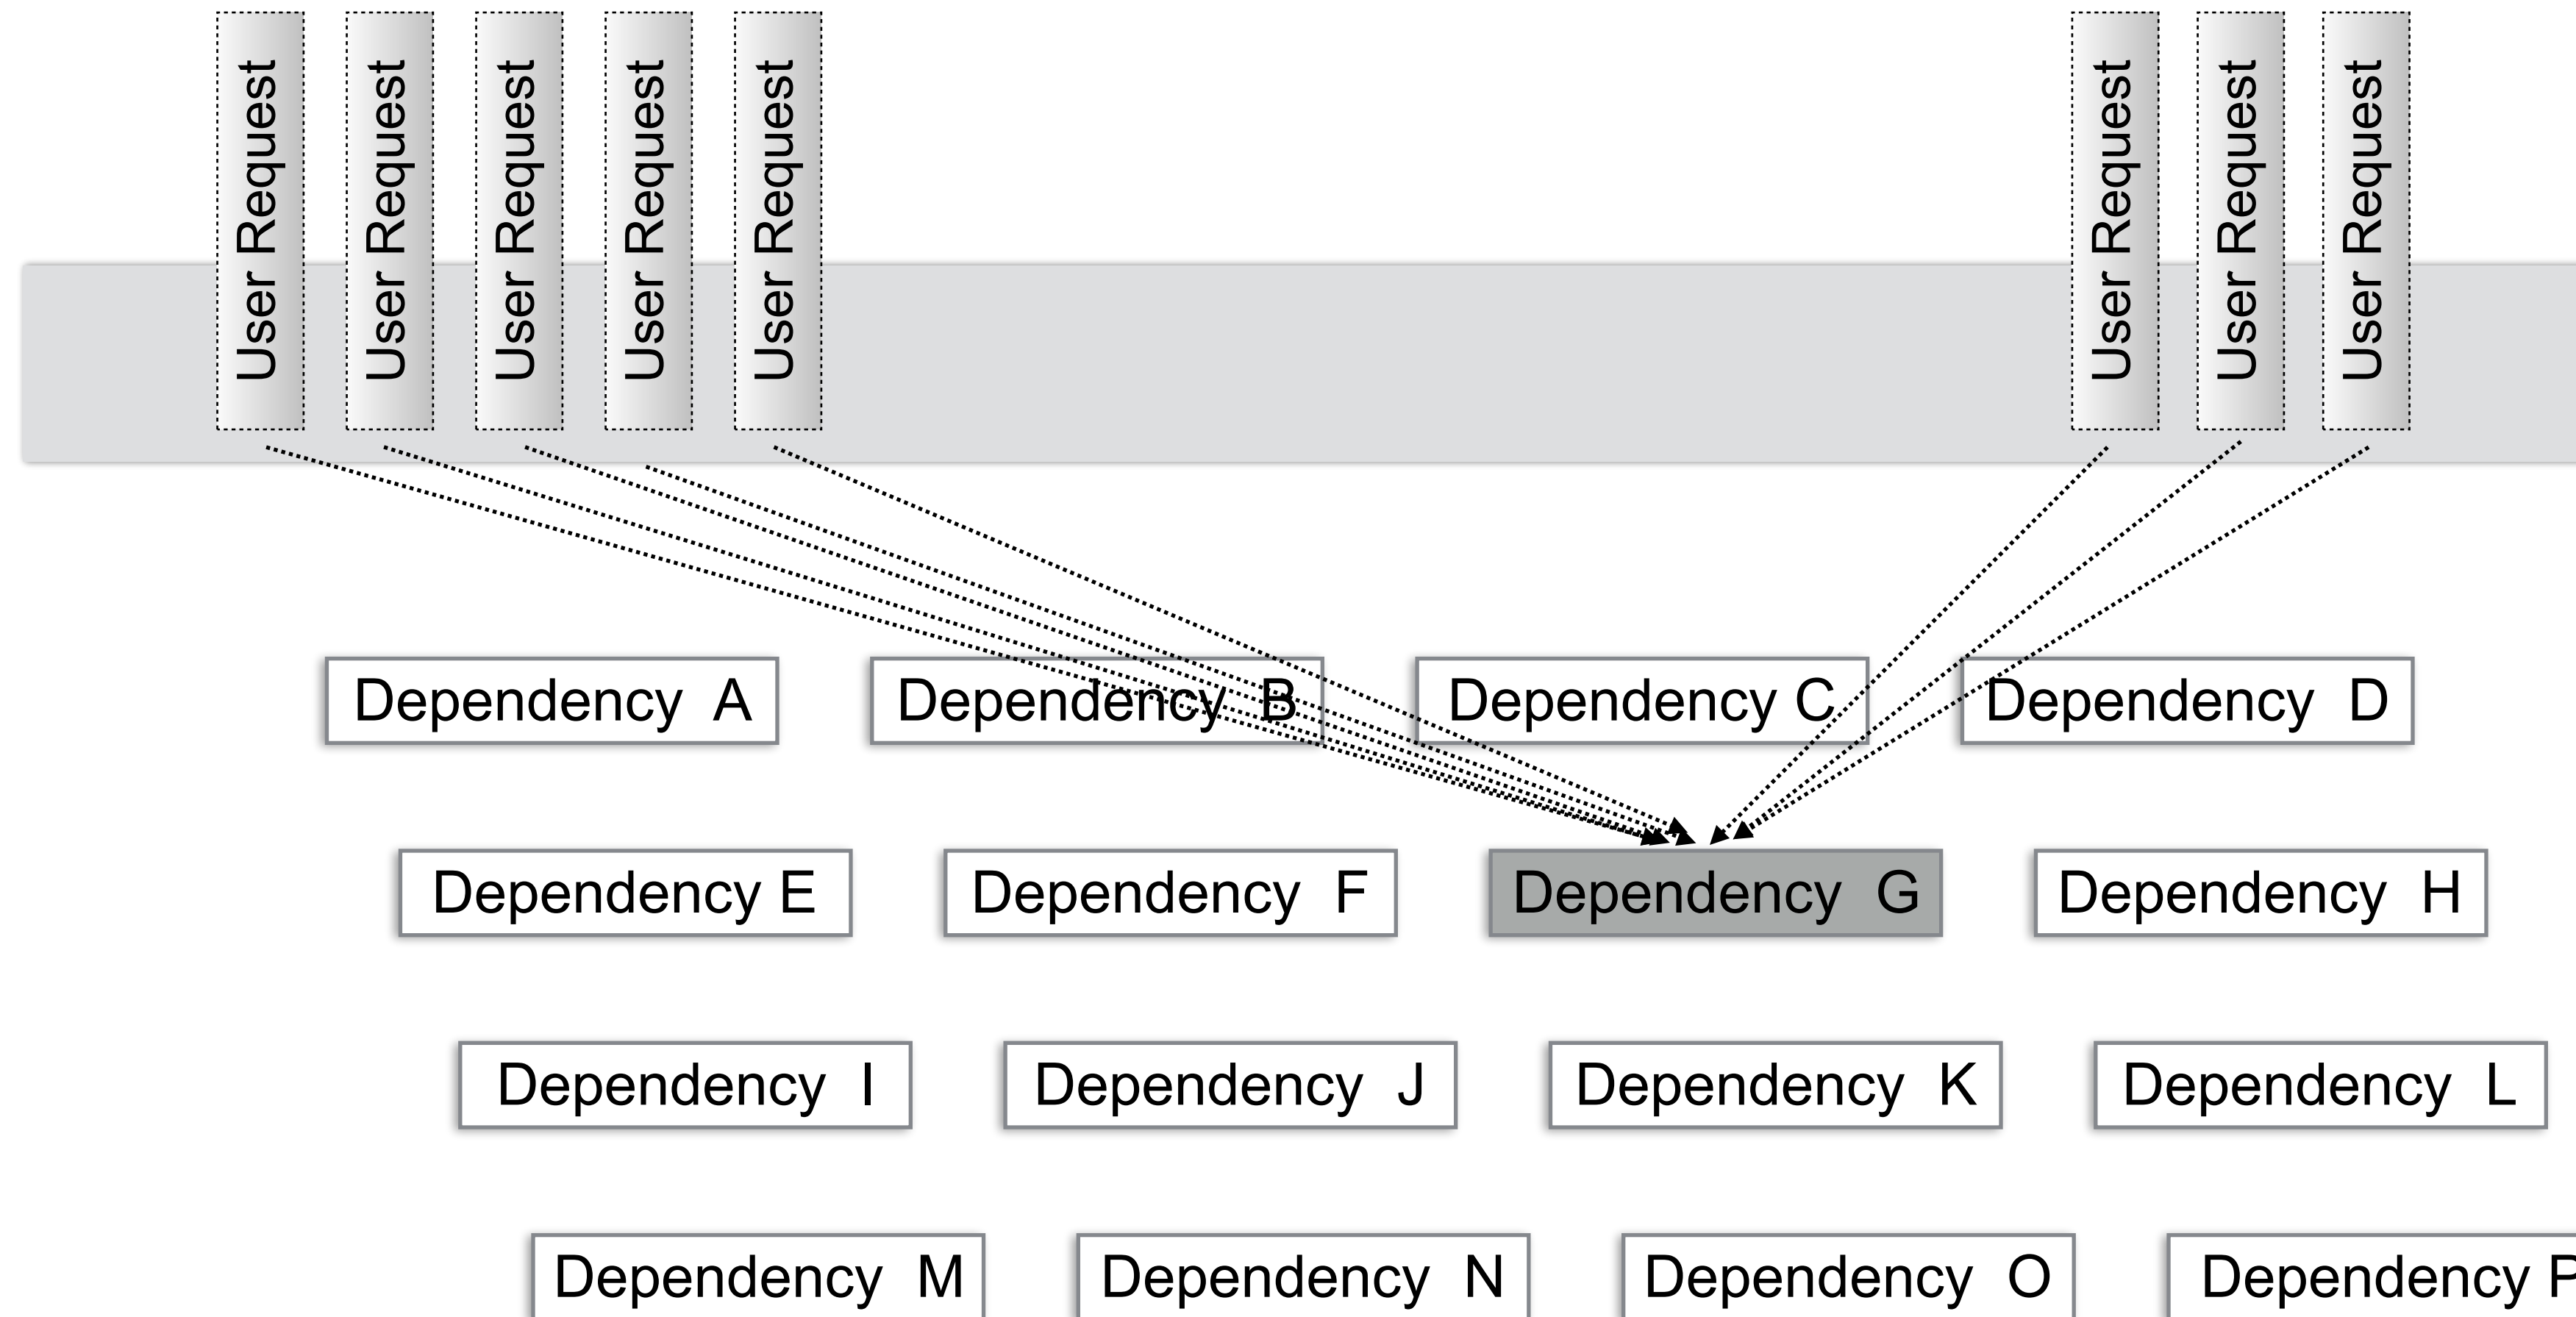 User Request
User Request
User Request
User Request
User Request
User Request
User Request
User Request
Dependency A
Dependency B
Dependency C
Dependency D
Dependency E
Dependency F
Dependency G
Dependency H
Dependency I
Dependency J
Dependency K
Dependency L
Dependency M
Dependency N
Dependency O
Dependency P